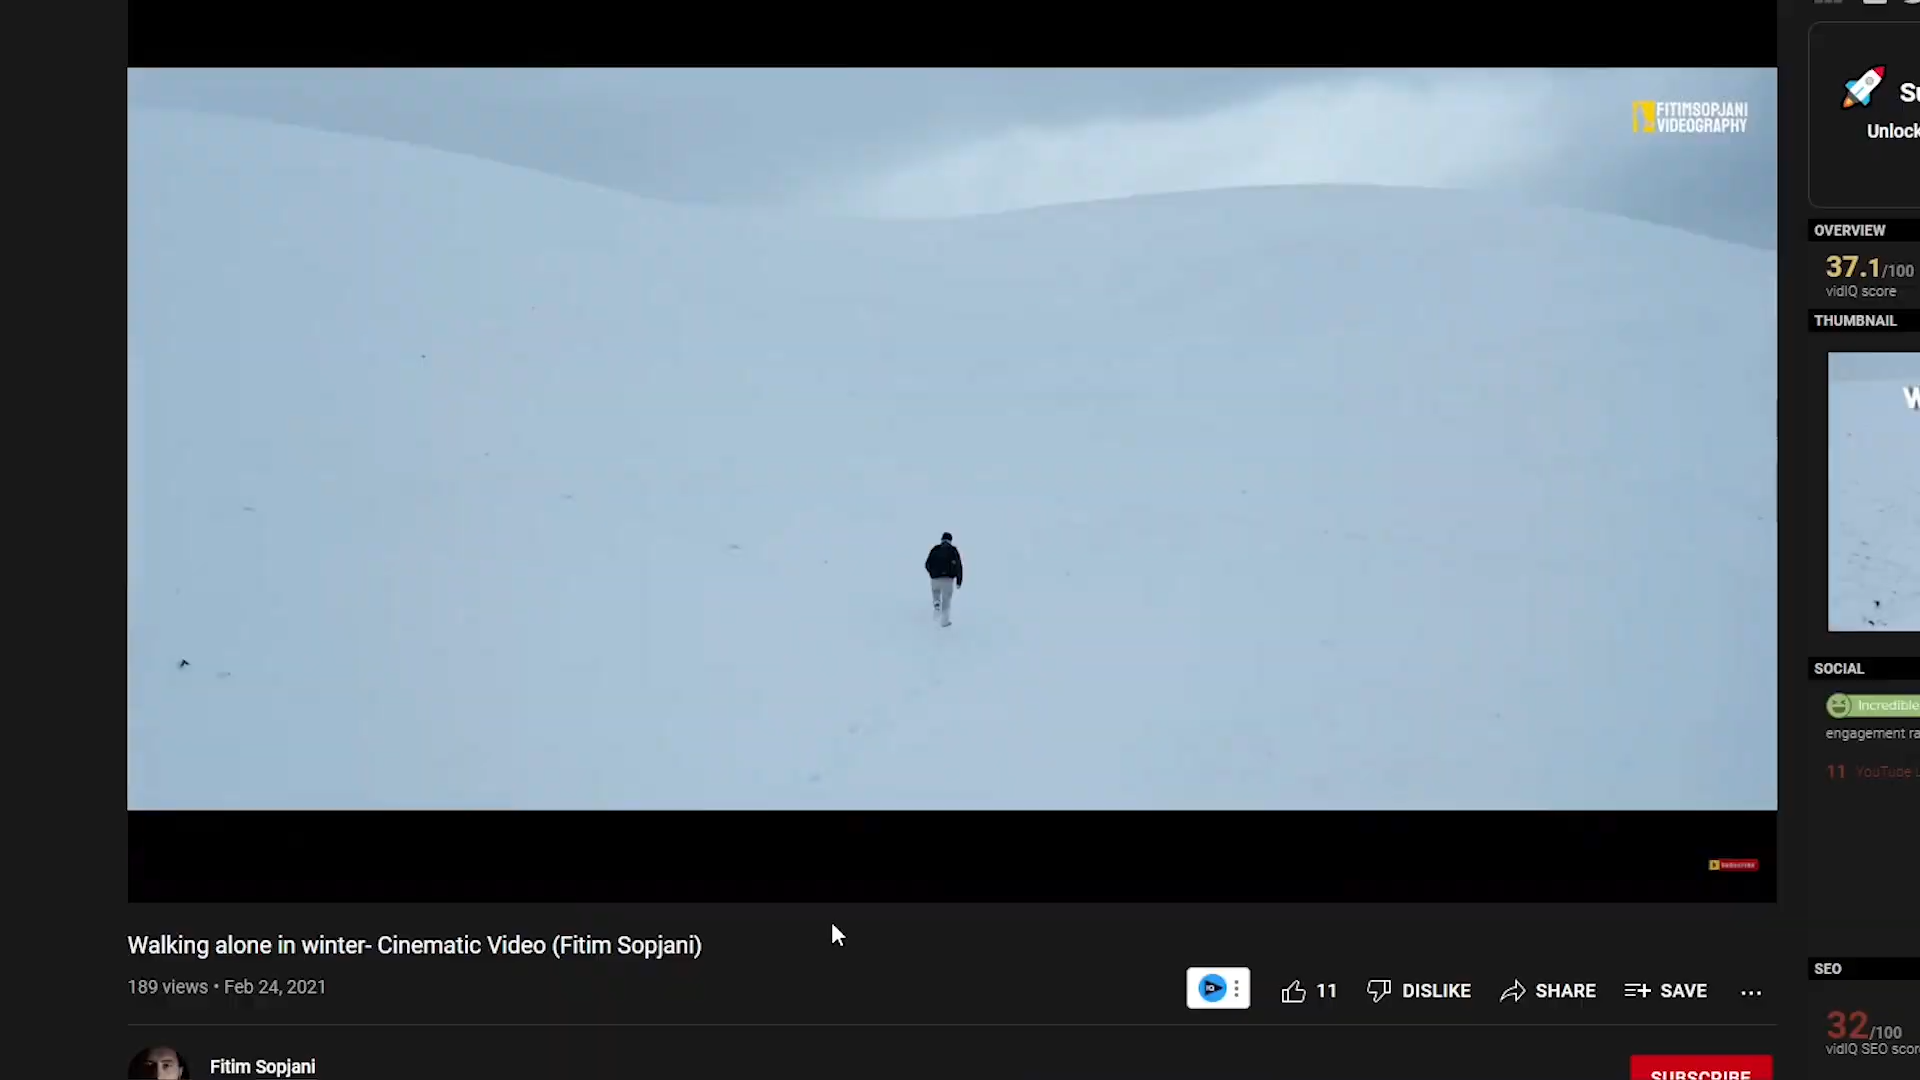 FITIMSOPJANI
VIDEOGRAPHY
SUBSCRIBE
Walking alone in winter- Cinematic Video (Fitim Sopjani)
189 views • Feb 24, 2021
11
DISLIKE
SHARE
SAVE
Fitim Sopjani
SUBSCRIBE
Unlock
OVERVIEW
37.1/100
vidIQ score
THUMBNAIL
W
SOCIAL
Incredible
engagement ra
11 YouTube L
SEO
32/100
vidIQ SEO scor